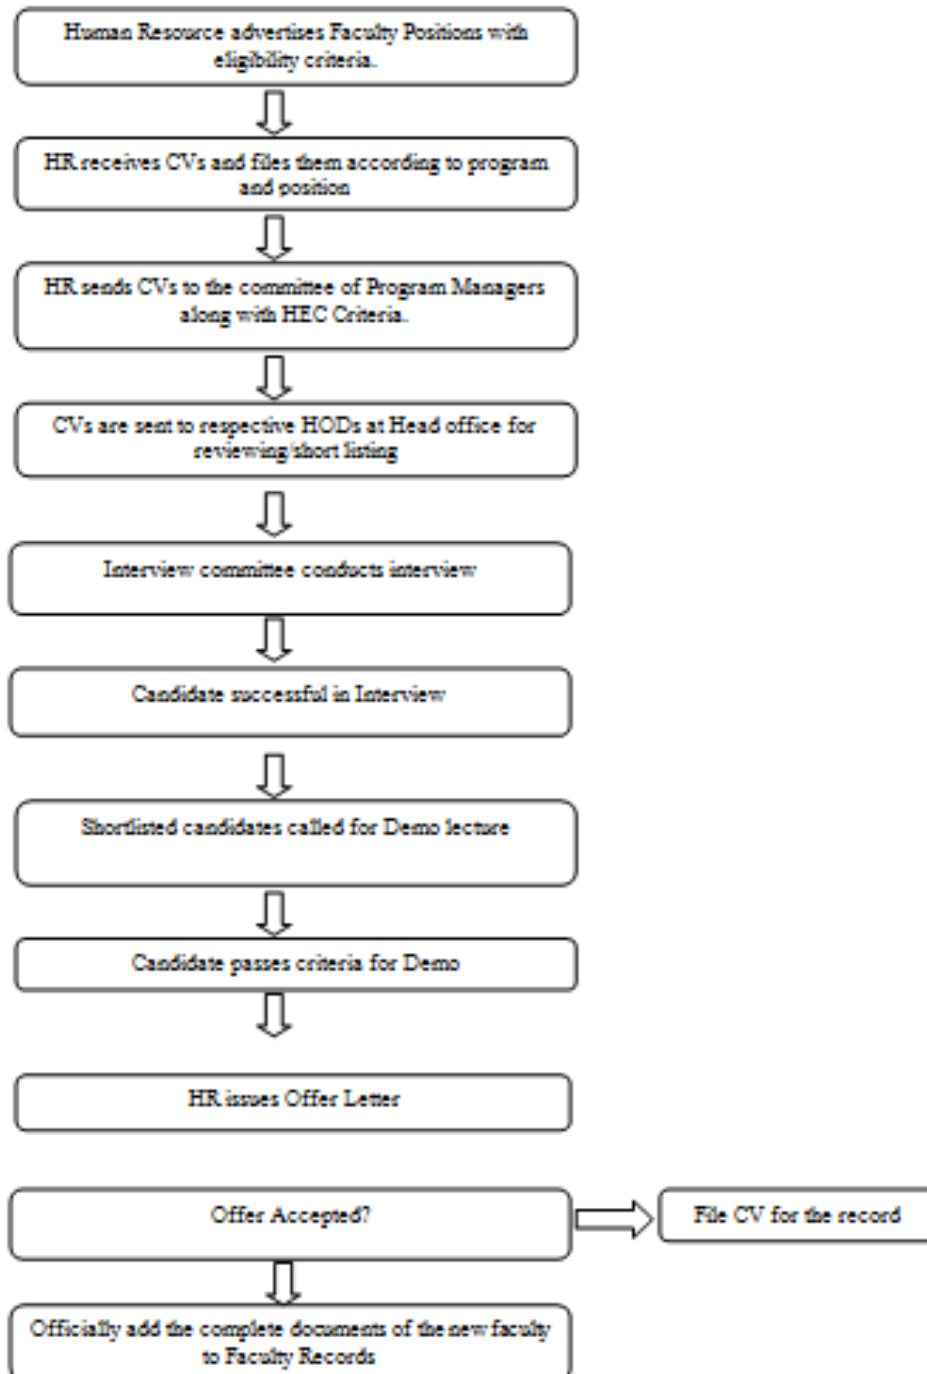 Human Resource advertises Faculty Positions with
eligibility criteria.
HR receives CVs and files them according to program
and position
HR sends CVs to the committee of Program Managers
along with HEC Criteria.
CVs are sent to respective HODs at Head office for
reviewing/short listing
Interview committee conducts interview
Candidate successful in Interview
Shortlisted candidates called for Demo lecture
Candidate passes criteria for Demo
HR issues Offer Letter
Offer Accepted?
File CV for the record
Officially add the complete documents of the new faculty
to Faculty Records